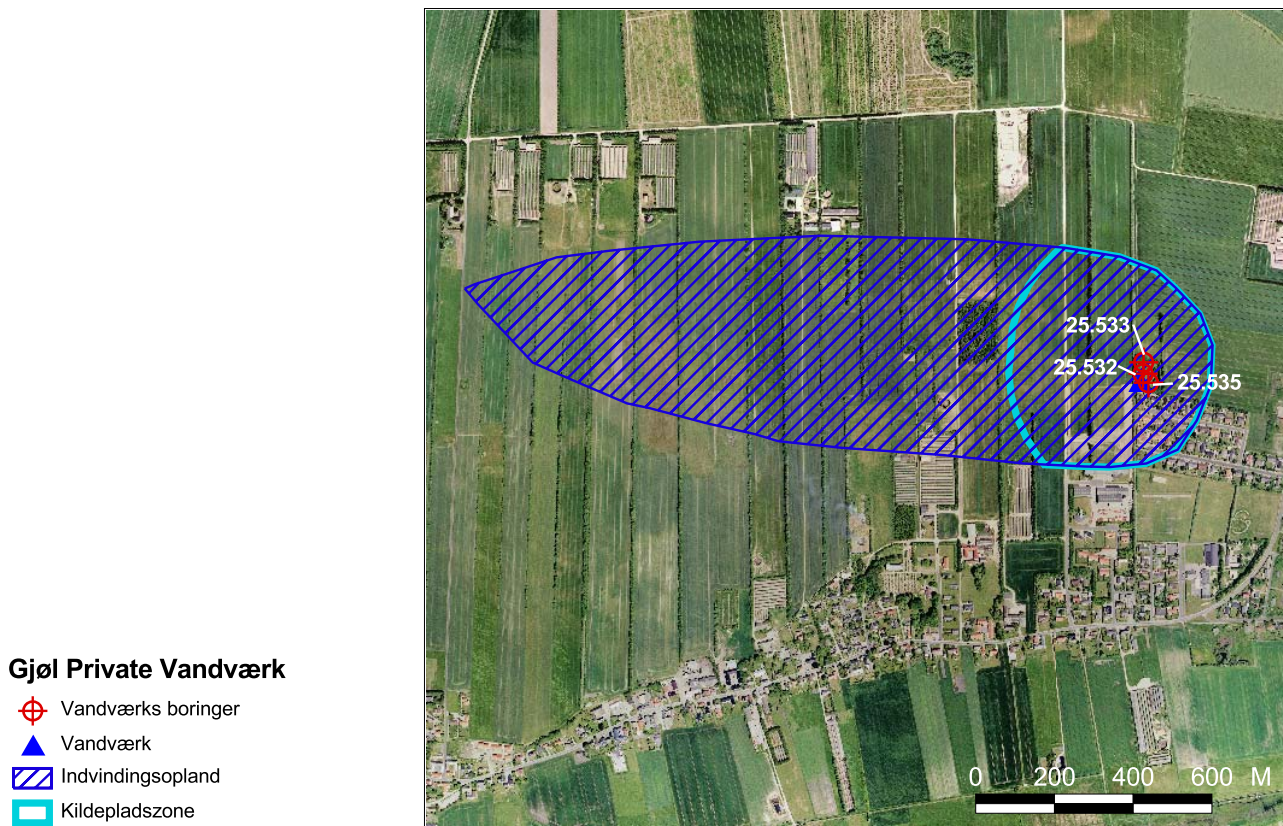 25.533
25.532
25.535
Gjøl Private Vandværk
Vandværks boringer
Vandværk
Indvindingsopland
Kildepladszone
0 200 400 600 M